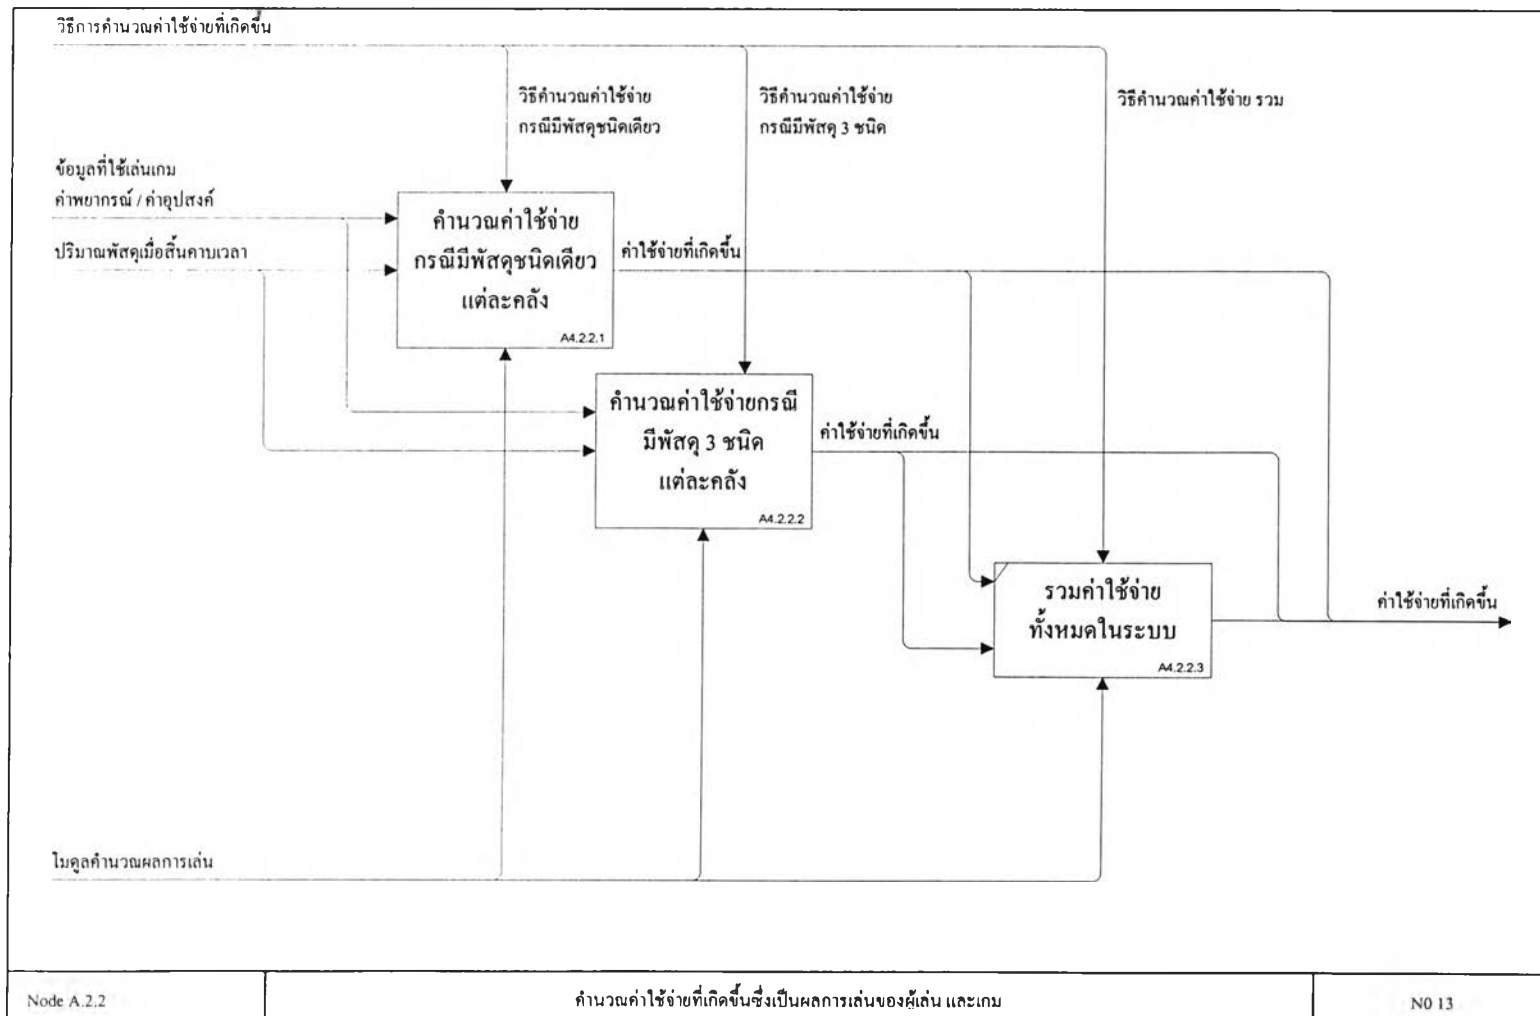 วิธีการคำนวณค่าใช้จ่ายที่เกิดขึ้น
วิธีคำนวณค่าใช้จ่าย
กรณีมีพัสดุชนิดเดียว
วิธีคำนวณค่าใช้จ่าย
กรณีมีพัสดุ 3 ชนิด
วิธีคำนวณค่าใช้จ่าย รวม
ข้อมูลที่ใช้เล่นเกม
ค่าพยากรณ์ / ค่าอุปสงค์
ปริมาณพัสดุเมื่อสิ้นคาบเวลา
คำนวณค่าใช้จ่าย
กรณีมีพัสดุชนิดเดียว
แต่ละคลัง
A4.2.2.1
ค่าใช้จ่ายที่เกิดขึ้น
คำนวณค่าใช้จ่ายกรณี
มีพัสดุ 3 ชนิด
แต่ละคลัง
A4.2.2.2
ค่าใช้จ่ายที่เกิดขึ้น
รวมค่าใช้จ่าย
ทั้งหมดในระบบ
A4.2.2.3
ค่าใช้จ่ายที่เกิดขึ้น
โมดูลคำนวณผลการเล่น
Node A.2.2
คำนวณค่าใช้จ่ายที่เกิดขึ้นซึ่งเป็นผลการเล่นของผู้เล่น และเกม
N0 13